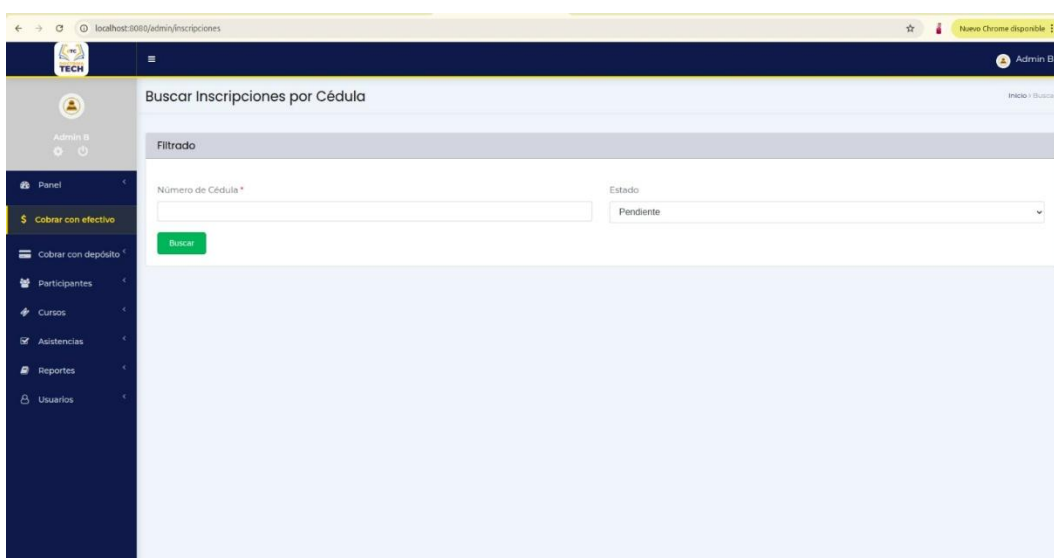 localhost:8080/admin/inscripciones
Nuevo Chrome disponible
TECH
Admin B
Buscar Inscripciones por Cédula
Inicio
Admin B
Filtrado
Panel
Número de Cédula *
Estado
Pendiente
Cobrar con efectivo
Buscar
Cobrar con depósito
Participantes
Cursos
Asistencias
Reportes
Usuarios